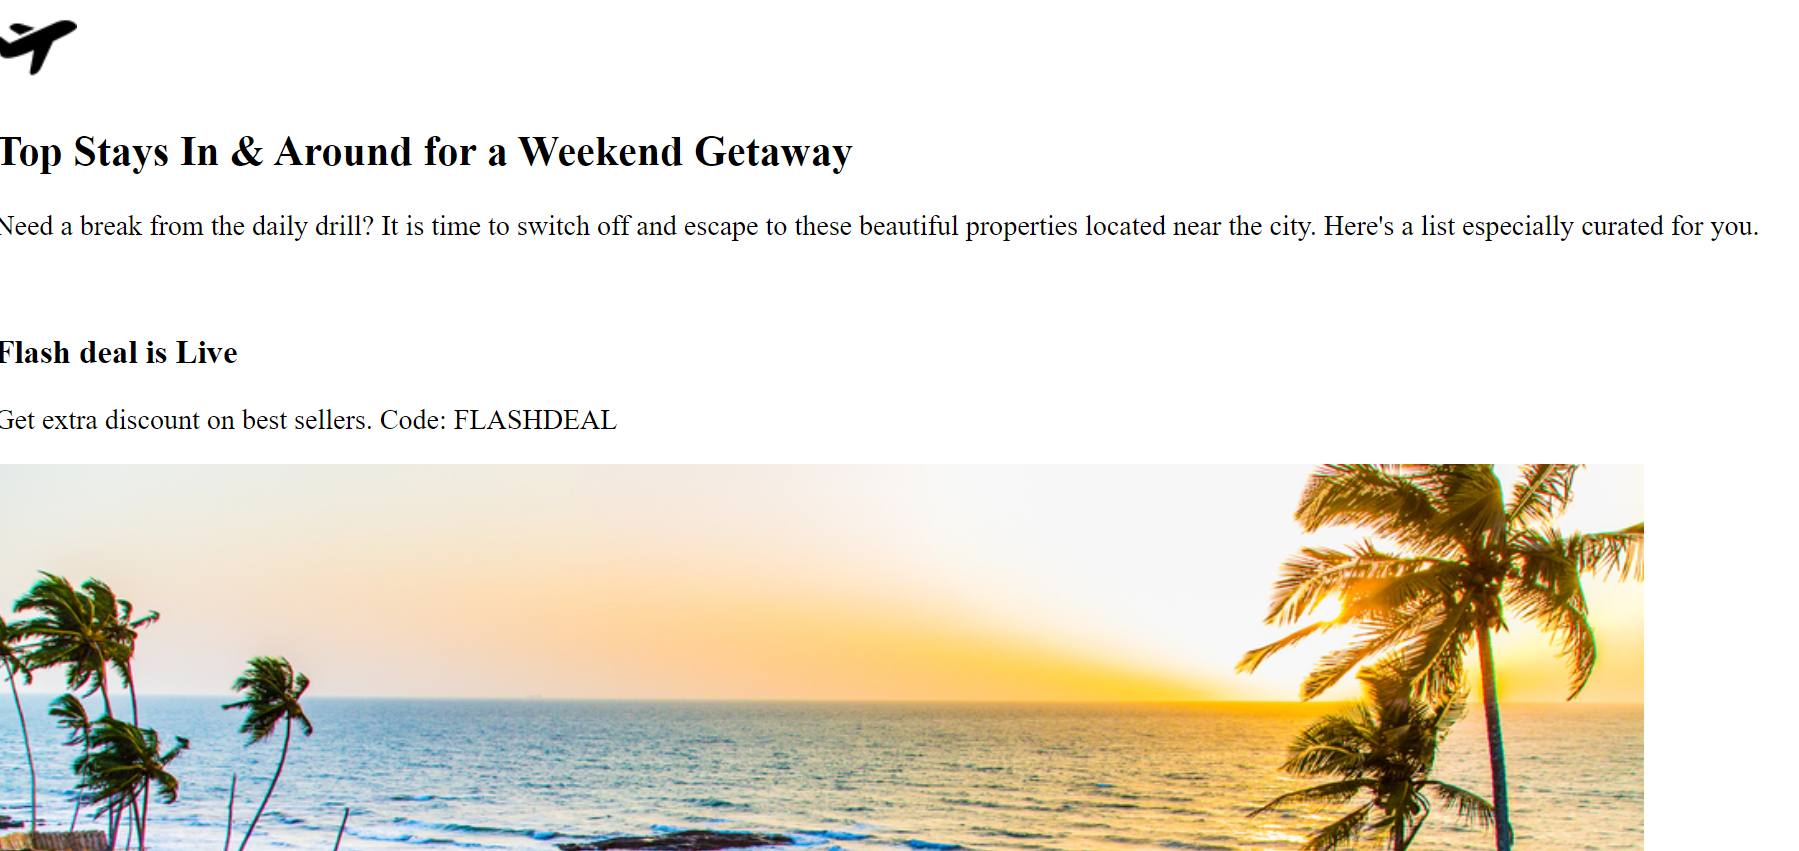 Top Stays In & Around for a Weekend Getaway
Need a break from the daily drill? It is time to switch off and escape to these beautiful properties located near the city. Here's a list especially curated for you.
Flash deal is Live
Get extra discount on best sellers. Code: FLASHDEAL